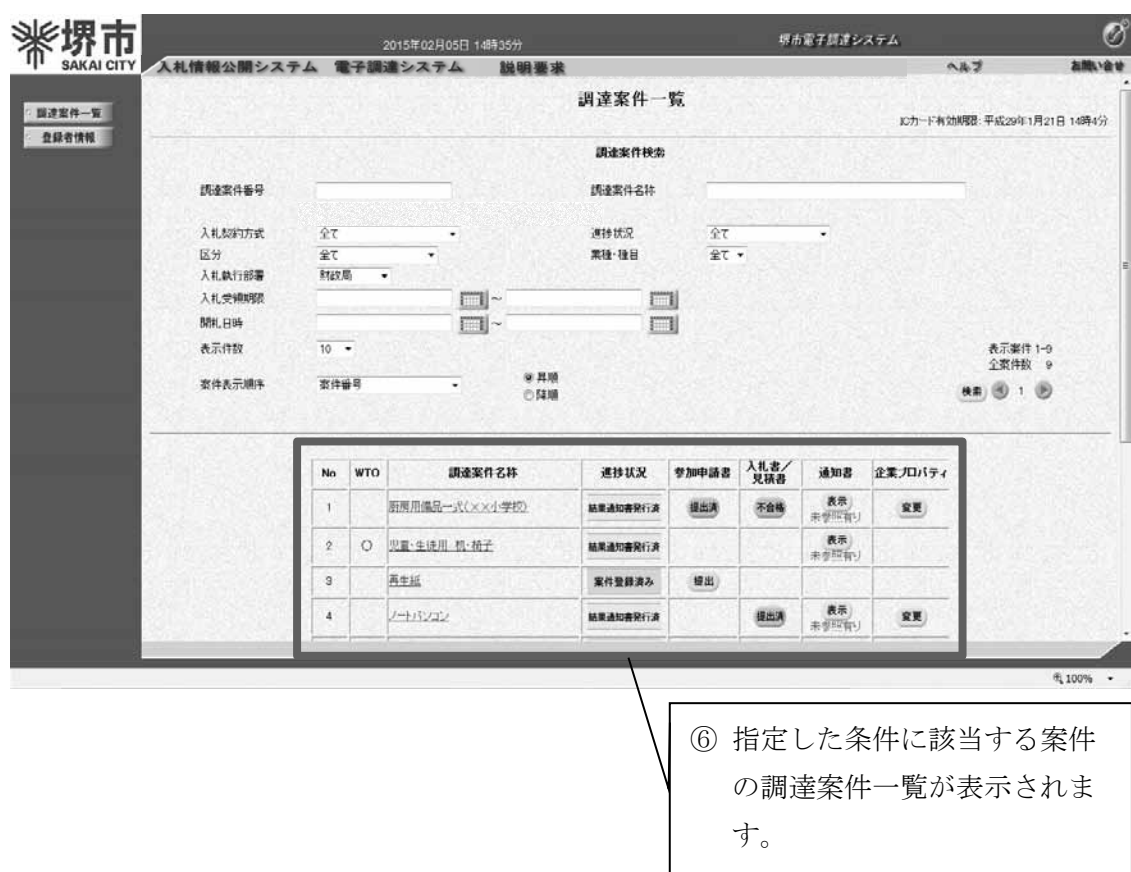 堺市
SAKAI CITY
2015年02月05日 14時35分
堺市電子調達システム
入札情報公開システム 電子調達システム 説明要求
ヘルプ お問い合せ
調達案件一覧
登録者情報
調達案件一覧
ICカード有効期限: 平成29年1月21日 14時4分
調達案件検索
調達案件番号 調達案件名称
入札契約方式 全て 進捗状況 全て
区分 全て 業種・種目 全て
入札執行部署 財政局
入札受領期限 ～
開札日時 ～
表示件数 10
案件表示順序 案件番号 昇順
降順
表示案件 1-9
全案件数 9
検索 1
No WTO 調達案件名称 進捗状況 参加申請書 入札書／見積書 通知書 企業プロパティ
1 厨房用備品一式(××小学校) 結果通知書発行済 提出済 不合格 表示 変更
未参照有り
2 ○ 児童・生徒用 机・椅子 結果通知書発行済 表示
未参照有り
3 再生紙 案件登録済み 提出
4 ノートパソコン 結果通知書発行済 提出済 表示 変更
未参照有り
100%
⑥ 指定した条件に該当する案件
の調達案件一覧が表示されま
す。